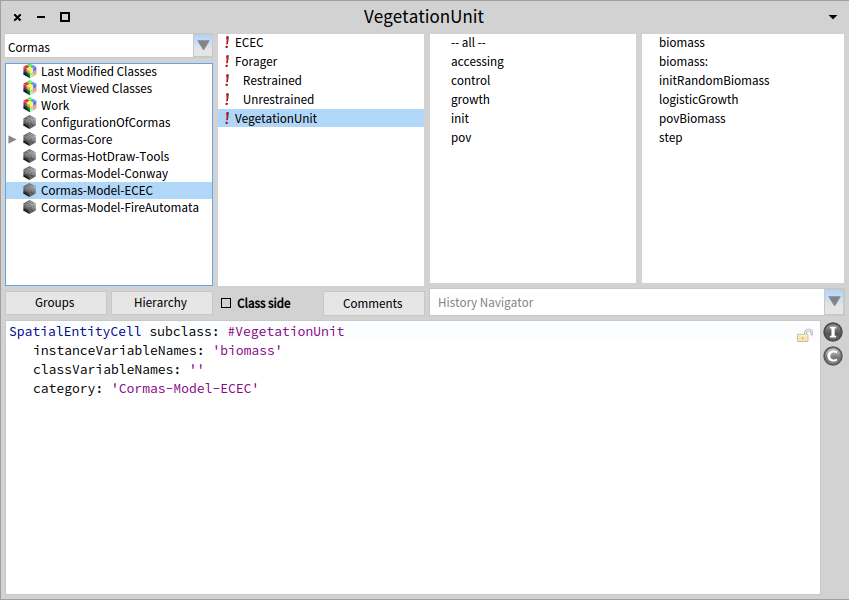 VegetationUnit
Cormas
Last Modified Classes
Most Viewed Classes
Work
ConfigurationOfCormas
Cormas-Core
Cormas-HotDraw-Tools
Cormas-Model-Conway
Cormas-Model-ECEC
Cormas-Model-FireAutomata
! ECEC
! Forager
! Restrained
! Unrestrained
! VegetationUnit
-- all --
accessing
control
growth
init
pov
biomass
biomass:
initRandomBiomass
logisticGrowth
povBiomass
step
Groups
Hierarchy
Class side
Comments
History Navigator
SpatialEntityCell subclass: #VegetationUnit
instanceVariableNames: 'biomass'
classVariableNames: ''
category: 'Cormas-Model-ECEC'
I
C